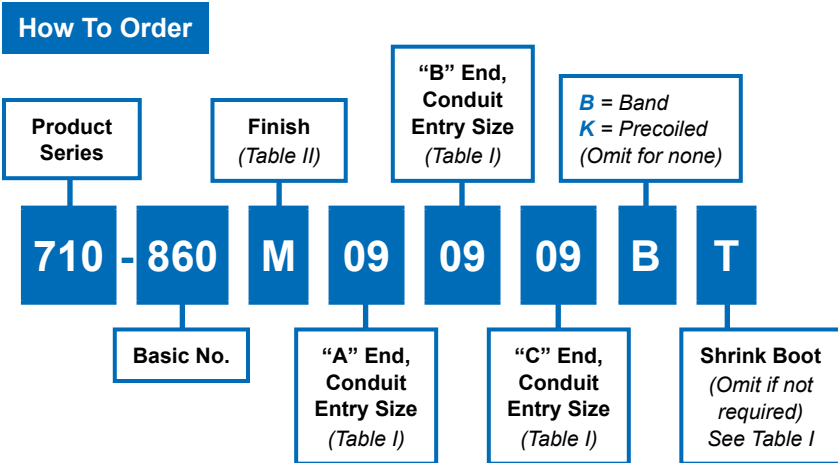 How To Order
Product
Series
Finish
(Table II)
“B” End,
Conduit
Entry Size
(Table I)
B = Band
K = Precoiled
(Omit for none)
710 - 860 M 09 09 09 B T
Basic No.
“A” End,
Conduit
Entry Size
(Table I)
“C” End,
Conduit
Entry Size
(Table I)
Shrink Boot
(Omit if not
required)
See Table I